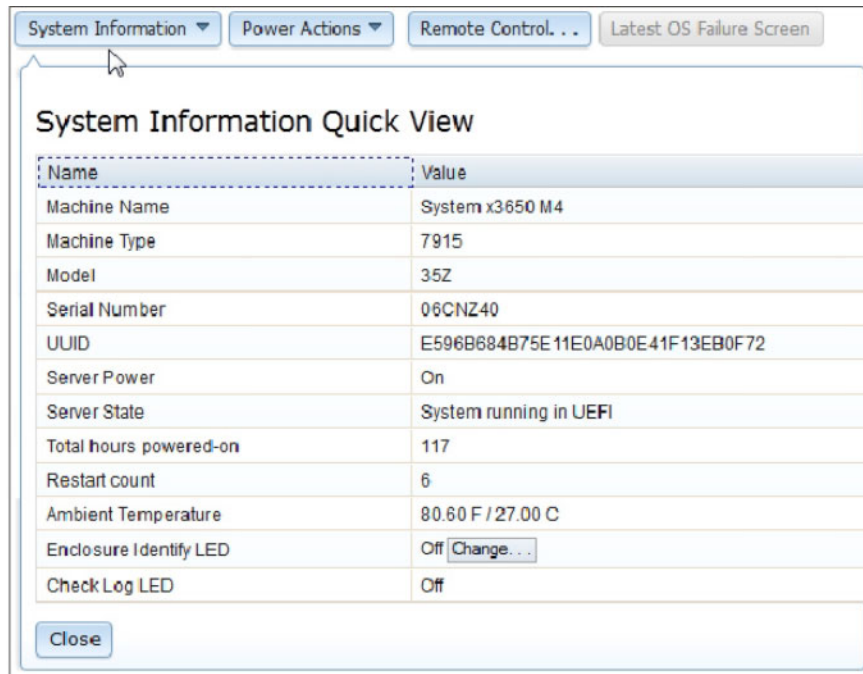 System Information Power Actions Remote Control. . . Latest OS Failure Screen
System Information Quick View
Name Value
Machine Name System x3650 M4
Machine Type 7915
Model 35Z
Serial Number 06CNZ40
UUID E596B684B75E11E0A0B0E41F13EB0F72
Server Power On
Server State System running in UEFI
Total hours powered-on 117
Restart count 6
Ambient Temperature 80.60 F / 27.00 C
Enclosure Identify LED Off Change. . .
Check Log LED Off
Close